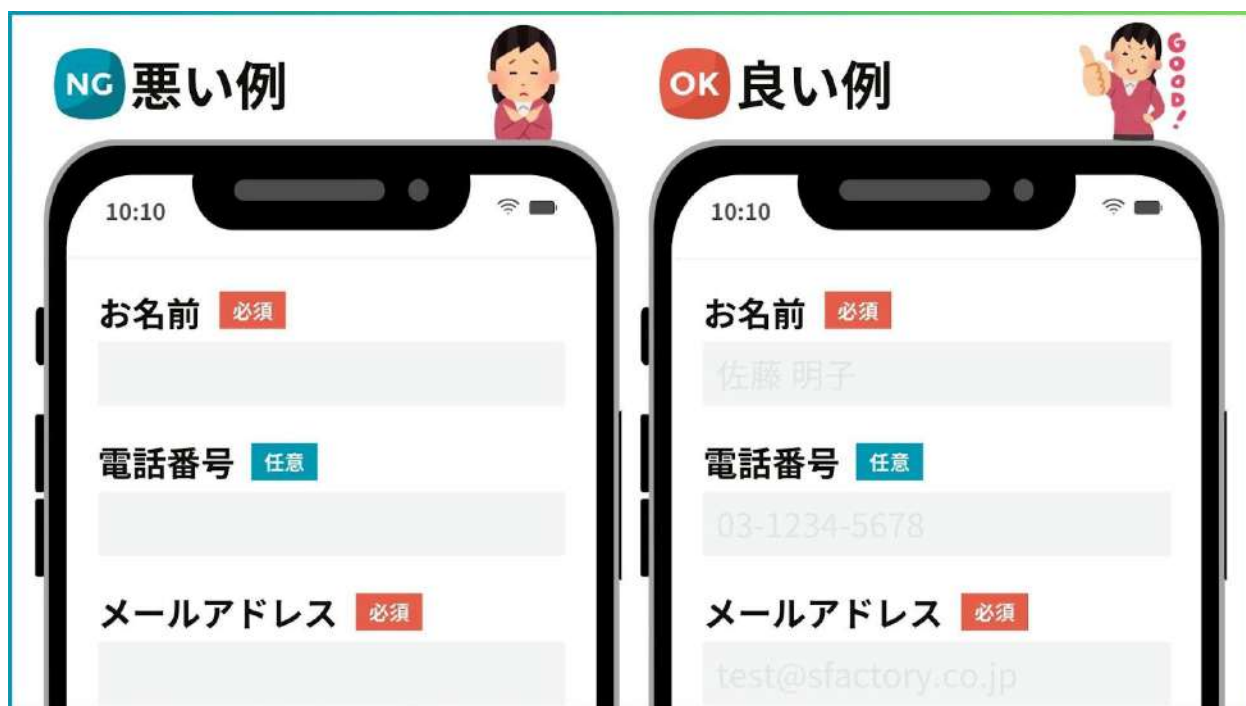 NG 悪い例
10:10
お名前 必須
電話番号 任意
メールアドレス 必須
OK 良い例
GOOD!
10:10
お名前 必須
佐藤 明子
電話番号 任意
03-1234-5678
メールアドレス 必須
test@sfactory.co.jp